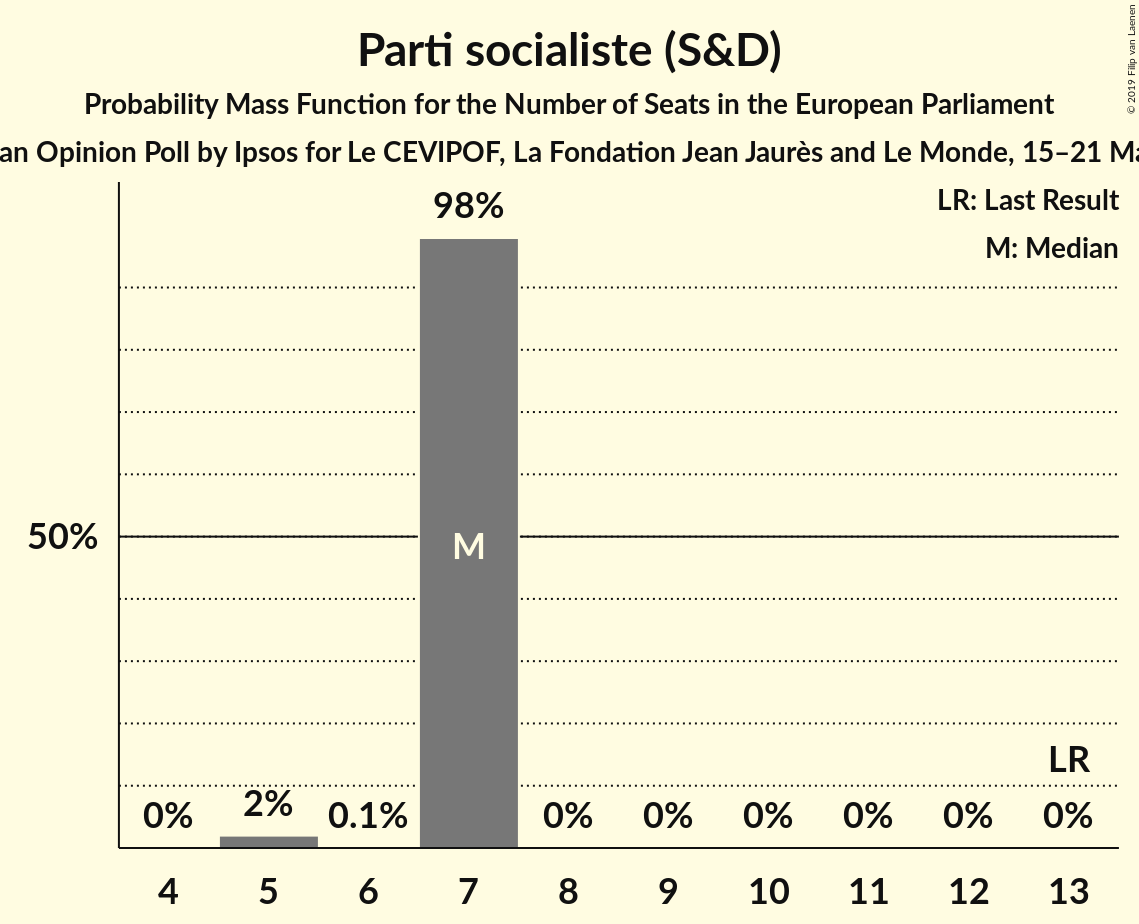 Parti socialiste (S&D)
Probability Mass Function for the Number of Seats in the European Parliament
an Opinion Poll by Ipsos for Le CEVIPOF, La Fondation Jean Jaurès and Le Monde, 15–21 Ma
© 2019 Filip van Laenen
LR: Last Result
M: Median
98%
50%
M
LR
0% 2% 0.1% 0% 0% 0% 0% 0% 0%
4 5 6 7 8 9 10 11 12 13